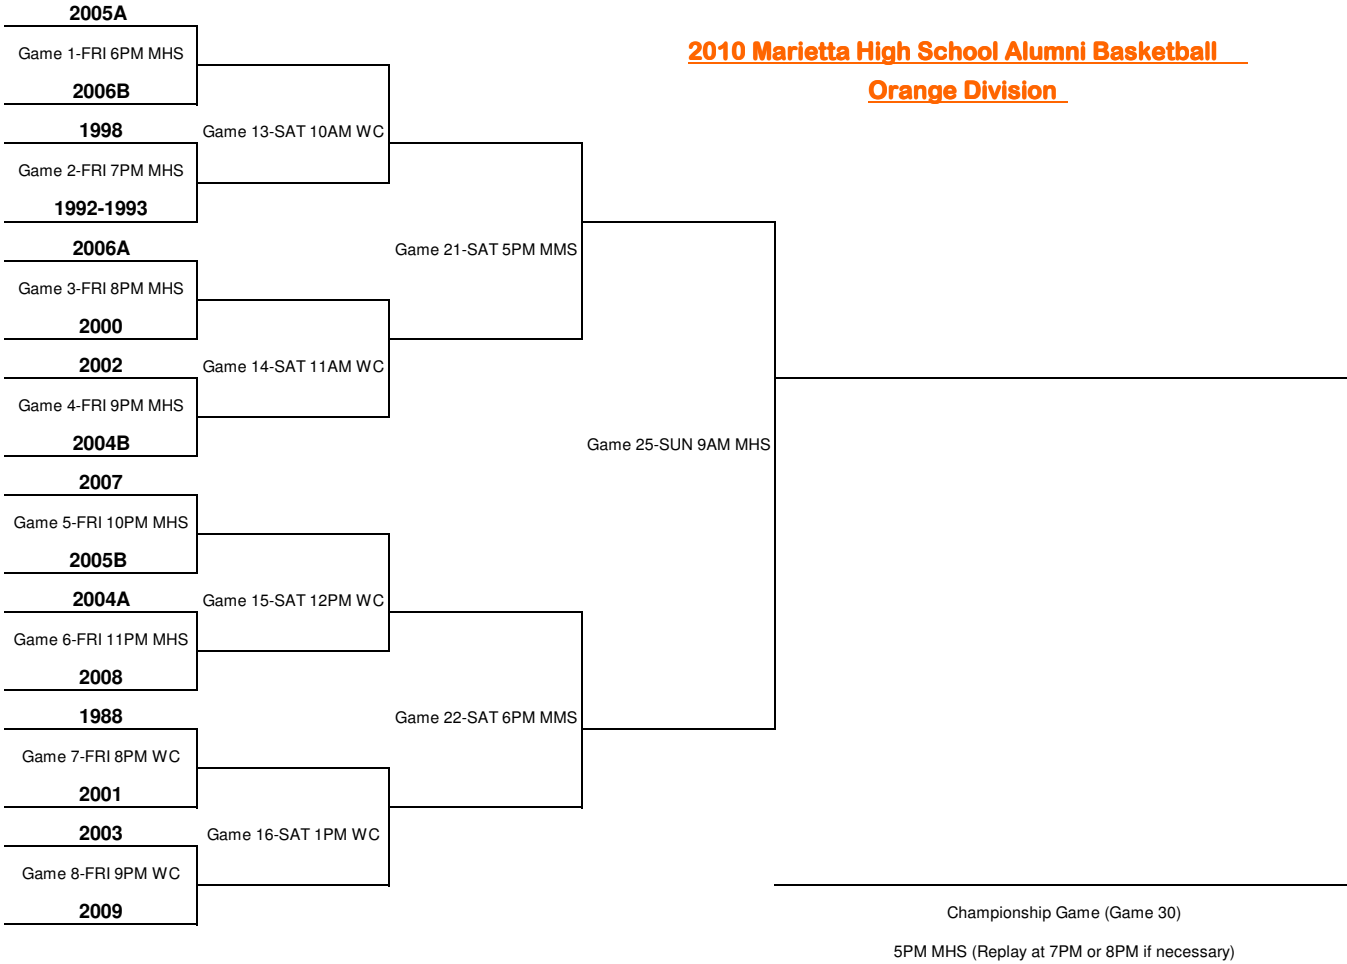 2005A
Game 1-FRI 6PM MHS
2006B
1998
Game 2-FRI 7PM MHS
1992-1993
2006A
Game 3-FRI 8PM MHS
2000
2002
Game 4-FRI 9PM MHS
2004B
2007
Game 5-FRI 10PM MHS
2005B
2004A
Game 6-FRI 11PM MHS
2008
1988
Game 7-FRI 8PM WC
2001
2003
Game 8-FRI 9PM WC
2009
Game 13-SAT 10AM WC
Game 14-SAT 11AM WC
Game 15-SAT 12PM WC
Game 16-SAT 1PM WC
Game 21-SAT 5PM MMS
Game 22-SAT 6PM MMS
Game 25-SUN 9AM MHS
2010 Marietta High School Alumni Basketball
Orange Division
Championship Game (Game 30)
5PM MHS (Replay at 7PM or 8PM if necessary)